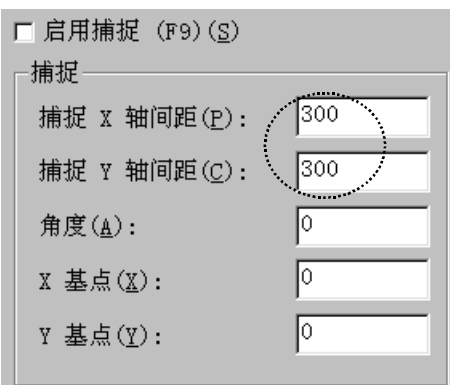 启用捕捉 (F9)(S)
捕捉
捕捉 X 轴间距(P): 300
捕捉 Y 轴间距(C): 300
角度(A): 0
X 基点(X): 0
Y 基点(Y): 0